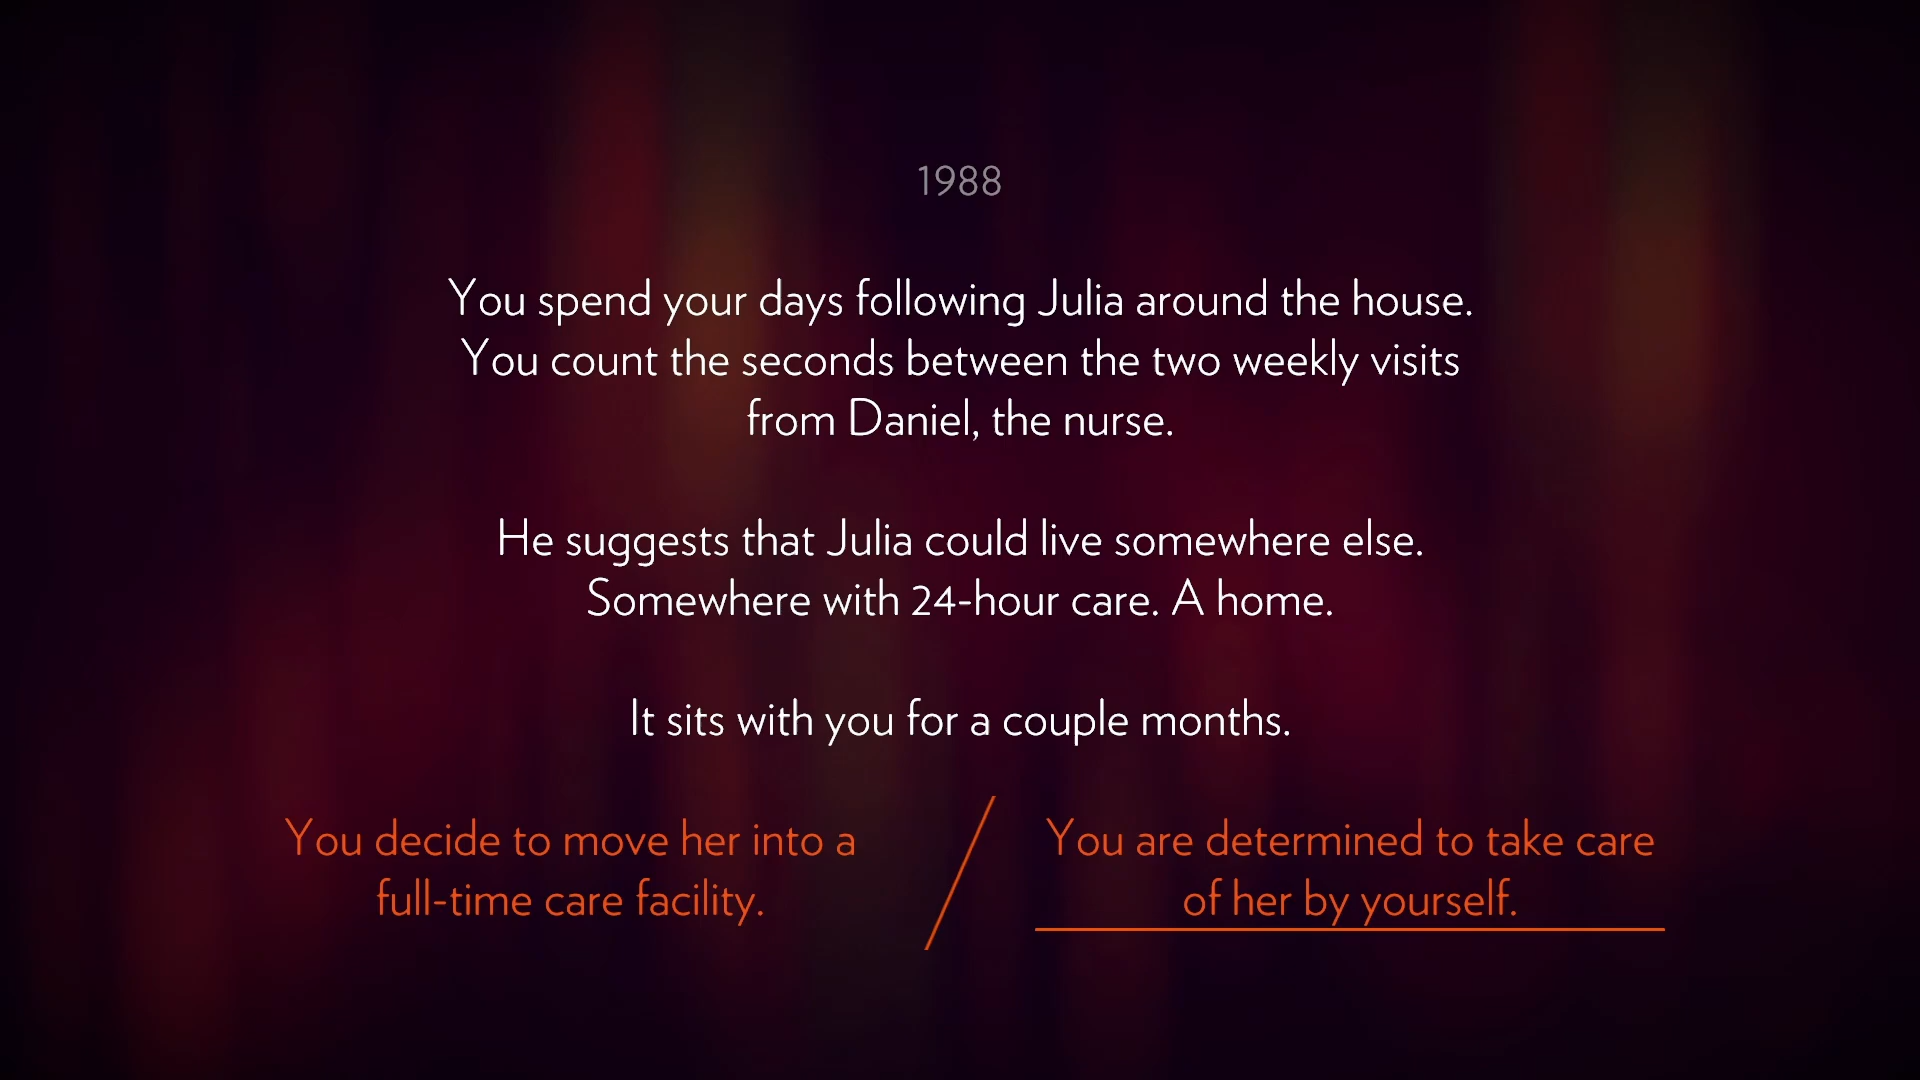 1988
You spend your days following Julia around the house.
You count the seconds between the two weekly visits
from Daniel, the nurse.
He suggests that Julia could live somewhere else.
Somewhere with 24-hour care. A home.
It sits with you for a couple months.
You decide to move her into a
full-time care facility.
You are determined to take care
of her by yourself.